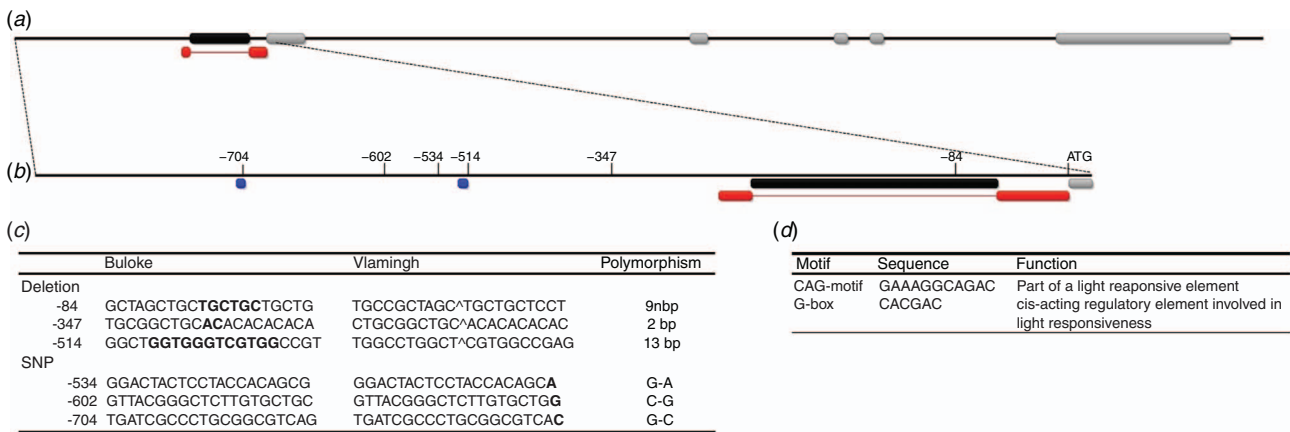 (a)
−704 −602 −534 −514 −347 −84 ATG
(b)
(c)
Buloke Vlamingh Polymorphism
Deletion
-84 GCTAGCTGCTGCTGCTGCTG TGCCGCTAGC^TGCTGCTCCT 9nbp
-347 TGCGGCTGCACACACACACA CTGCGGCTGC^ACACACACAC 2 bp
-514 GGCTGGTGGGTCGTGGCCGT TGGCCTGGCT^CGTGGCCGAG 13 bp
SNP
-534 GGACTACTCCTACCACAGCG GGACTACTCCTACCACAGCA G-A
-602 GTTACGGGCTCTTGTGCTGC GTTACGGGCTCTTGTGCTGG C-G
-704 TGATCGCCCTGCGGCGTCAG TGATCGCCCTGCGGCGTCAC G-C
(d)
Motif Sequence Function
CAG-motif GAAAGGCAGAC Part of a light reaponsive element
G-box CACGAC cis-acting regulatory element involved in
light responsiveness